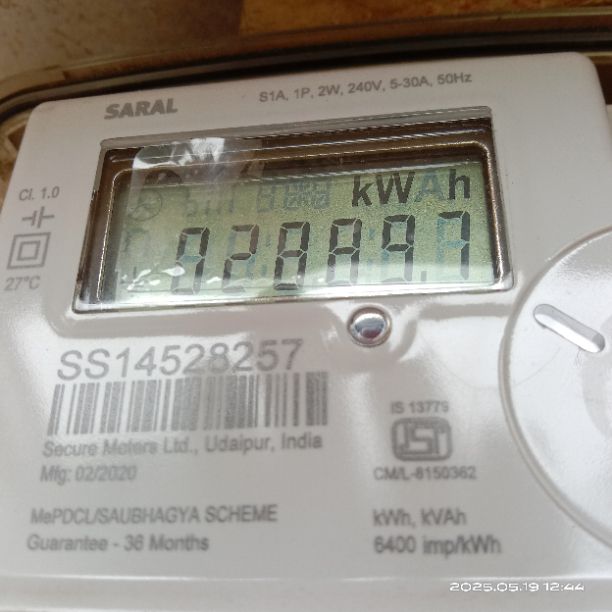 SARAL
S1A, 1P, 2W, 240V, 5-30A, 50Hz
Cl. 1.0
kWh
27°C
SS14528257
Secure Meters Ltd., Udaipur, India
Mfg: 02/2020
IS 13779
ISI
CM/L-8150362
MePDCL/SAUBHAGYA SCHEME
Guarantee - 36 Months
kWh, kVAh
6400 imp/kWh
2025.05.19 12:44